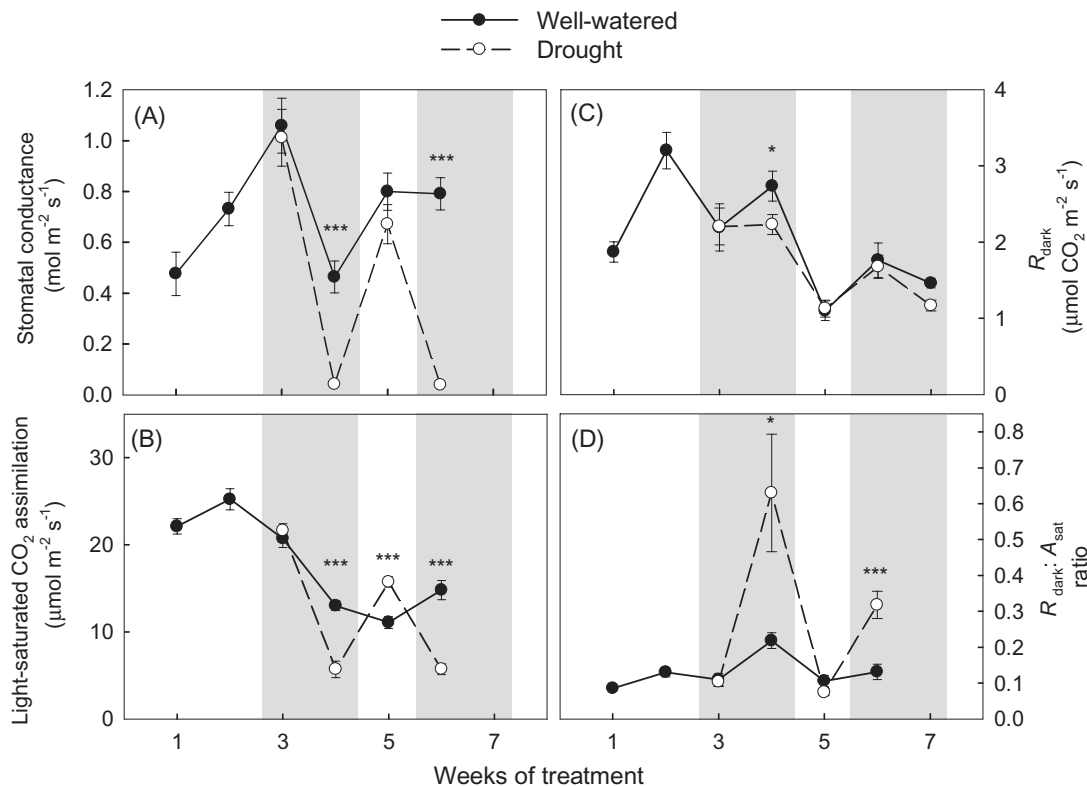 Well-watered
Drought
(A)
1.2
1.0
0.8
0.6
0.4
0.2
0.0
Stomatal conductance
(mol m-2 s-1)
***
***
(C)
4
3
2
1
0
Rdark
(μmol CO2 m-2 s-1)
*
(B)
30
20
10
0
Light-saturated CO2 assimilation
(μmol m-2 s-1)
***
***
***
1 3 5 7
(D)
0.8
0.7
0.6
0.5
0.4
0.3
0.2
0.1
0.0
Rdark: Asat
ratio
*
***
1 3 5 7
Weeks of treatment